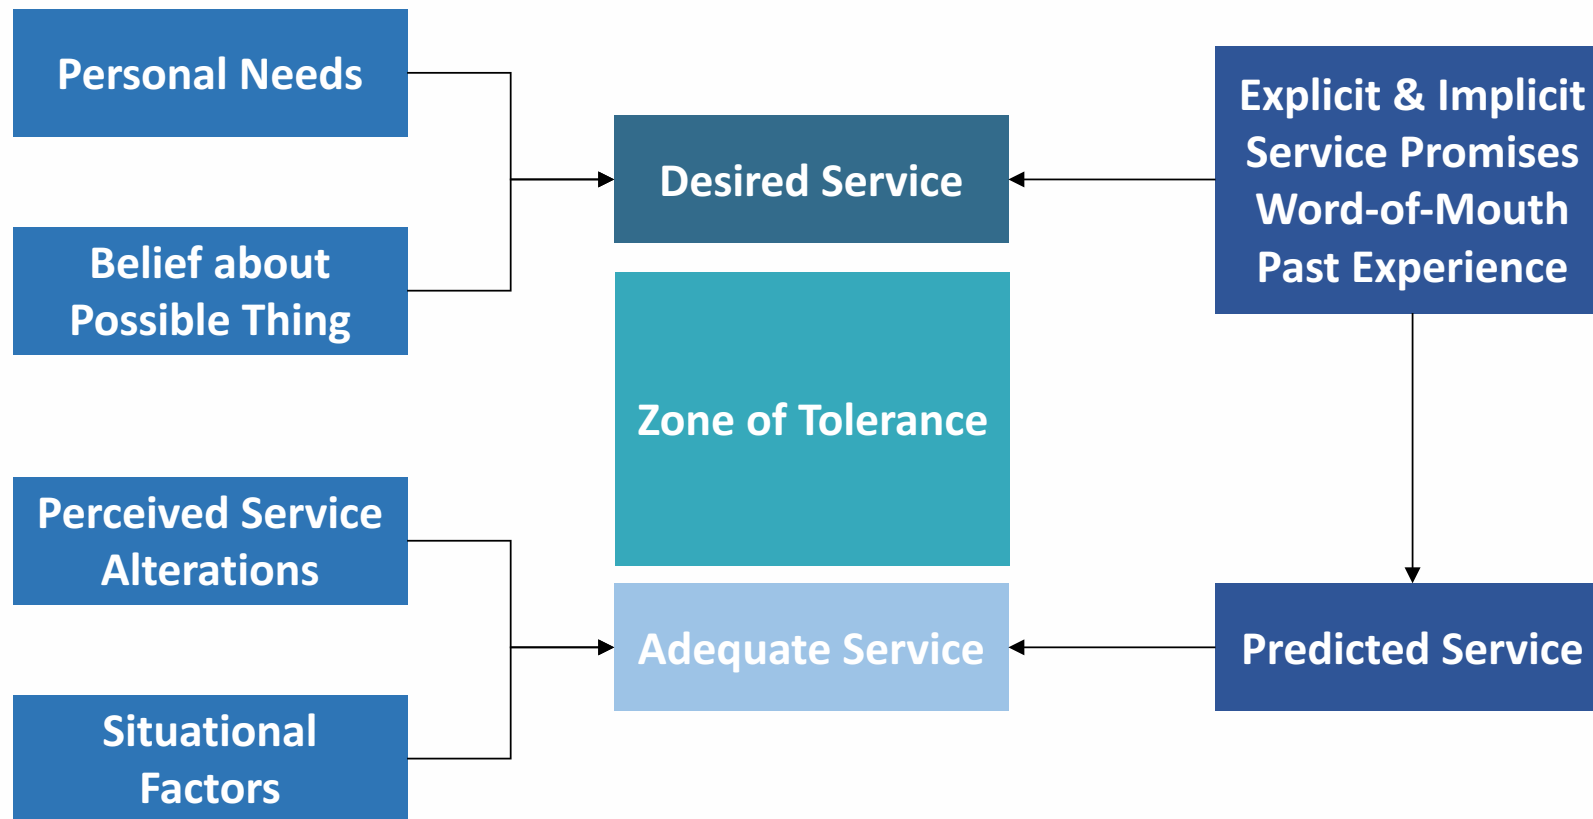 Personal Needs
Belief about
Possible Thing
Perceived Service
Alterations
Situational
Factors
Desired Service
Zone of Tolerance
Adequate Service
Explicit & Implicit
Service Promises
Word-of-Mouth
Past Experience
Predicted Service